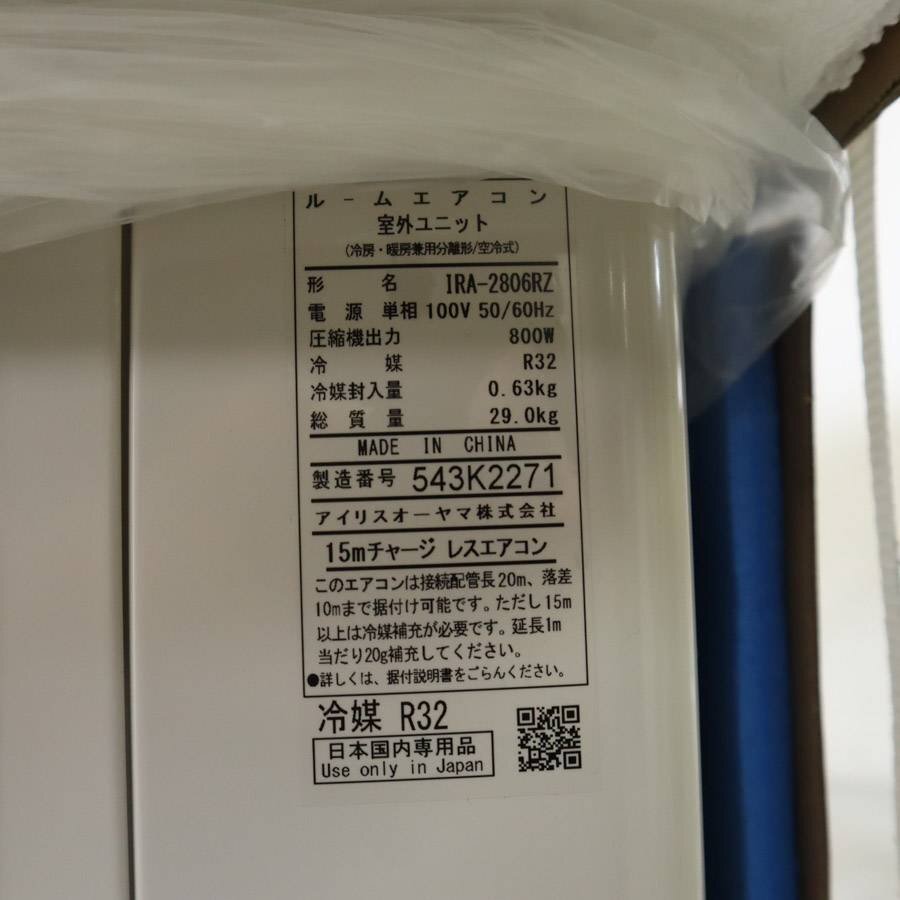 ルームエアコン
室外ユニット
(冷房・暖房兼用分離形/空冷式)
形名 IRA-2806RZ
電源 単相 100V 50/60Hz
圧縮機出力 800W
冷媒 R32
冷媒封入量 0.63kg
総質量 29.0kg
MADE IN CHINA
製造番号 543K2271
アイリスオーヤマ株式会社
15mチャージレスエアコン
このエアコンは接続配管長20m、落差
10mまで据付け可能です。ただし15m
以上は冷媒補充が必要です。延長1m
当だり20g補充してください。
●詳しくは、据付説明書をごらんください。
冷媒 R32
日本国内専用品
Use only in Japan